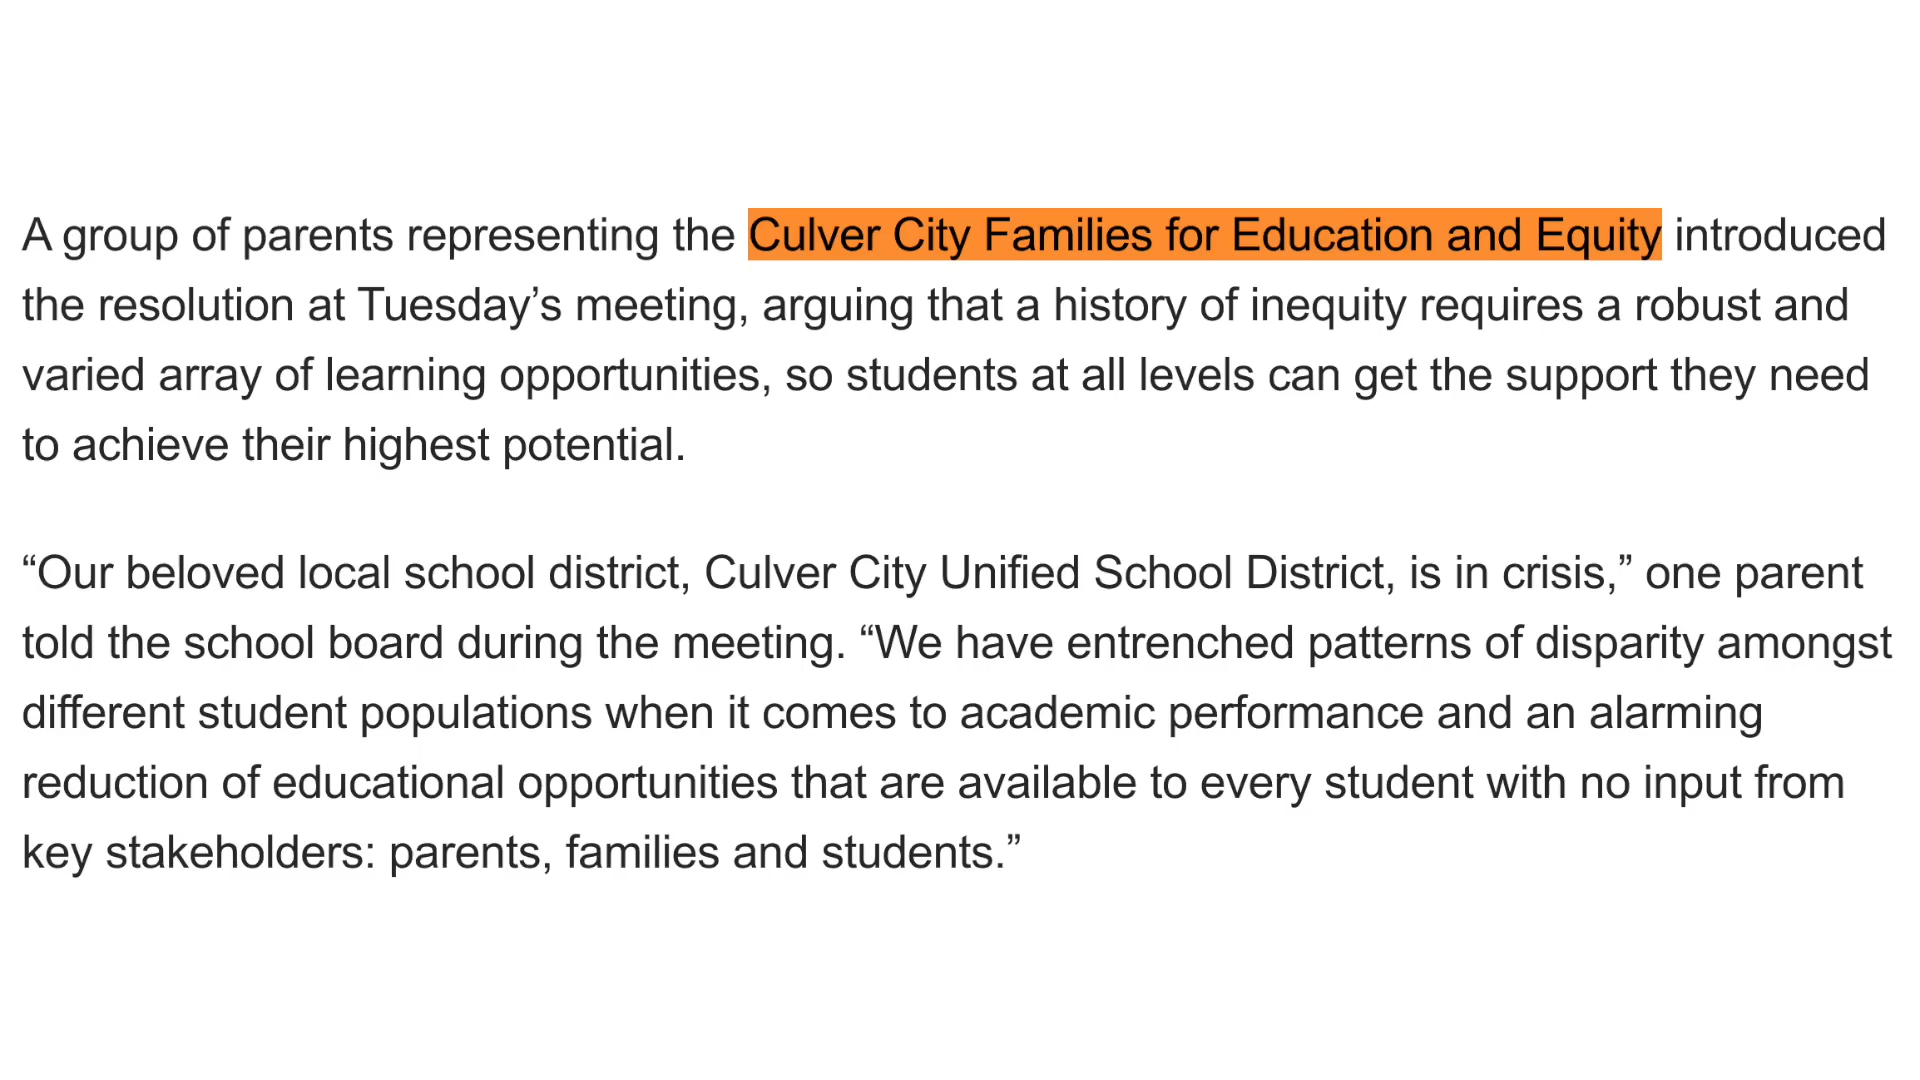 A group of parents representing the Culver City Families for Education and Equity introduced
the resolution at Tuesday’s meeting, arguing that a history of inequity requires a robust and
varied array of learning opportunities, so students at all levels can get the support they need
to achieve their highest potential.
“Our beloved local school district, Culver City Unified School District, is in crisis,” one parent
told the school board during the meeting. “We have entrenched patterns of disparity amongst
different student populations when it comes to academic performance and an alarming
reduction of educational opportunities that are available to every student with no input from
key stakeholders: parents, families and students.”